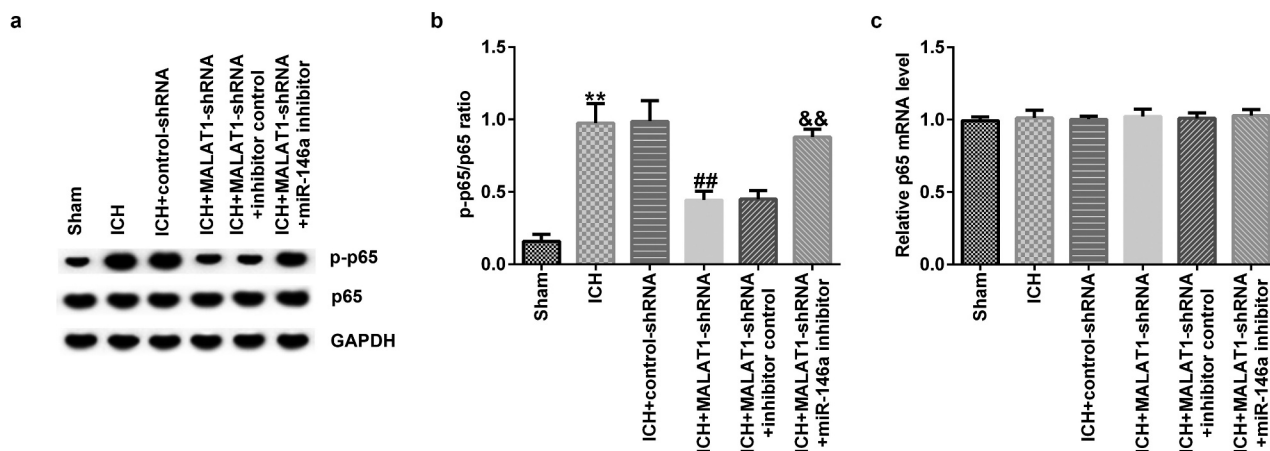 a
Sham
ICH
ICH+control-shRNA
ICH+MALAT1-shRNA
ICH+MALAT1-shRNA
+inhibitor control
ICH+MALAT1-shRNA
+miR-146a inhibitor
p-p65
p65
GAPDH
b
p-p65/p65 ratio
1.5
1.0
0.5
0.0
**
##
&&
Sham
ICH
ICH+control-shRNA
ICH+MALAT1-shRNA
ICH+MALAT1-shRNA
+inhibitor control
ICH+MALAT1-shRNA
+miR-146a inhibitor
c
Relative p65 mRNA level
1.5
1.0
0.5
0.0
Sham
ICH
ICH+control-shRNA
ICH+MALAT1-shRNA
ICH+MALAT1-shRNA
+inhibitor control
ICH+MALAT1-shRNA
+miR-146a inhibitor